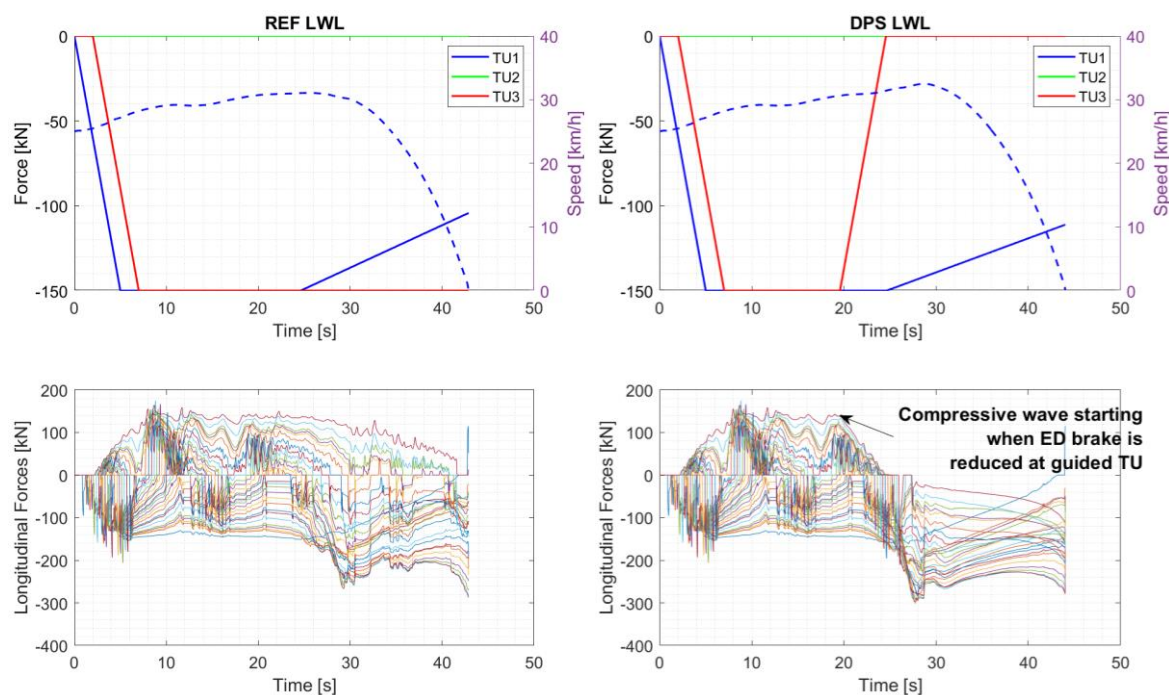 REF LWL
0
-50
-100
-150
Force [kN]
0 10 20 30 40 50
Time [s]
40
30
20
10
0
Speed [km/h]
TU1
TU2
TU3
DPS LWL
0
-50
-100
-150
Force [kN]
0 10 20 30 40 50
Time [s]
40
30
20
10
0
Speed [km/h]
TU1
TU2
TU3
200
100
0
-100
-200
-300
-400
Longitudinal Forces [kN]
0 10 20 30 40 50
Time [s]
200
100
0
-100
-200
-300
-400
Longitudinal Forces [kN]
0 10 20 30 40 50
Time [s]
Compressive wave starting
when ED brake is
reduced at guided TU